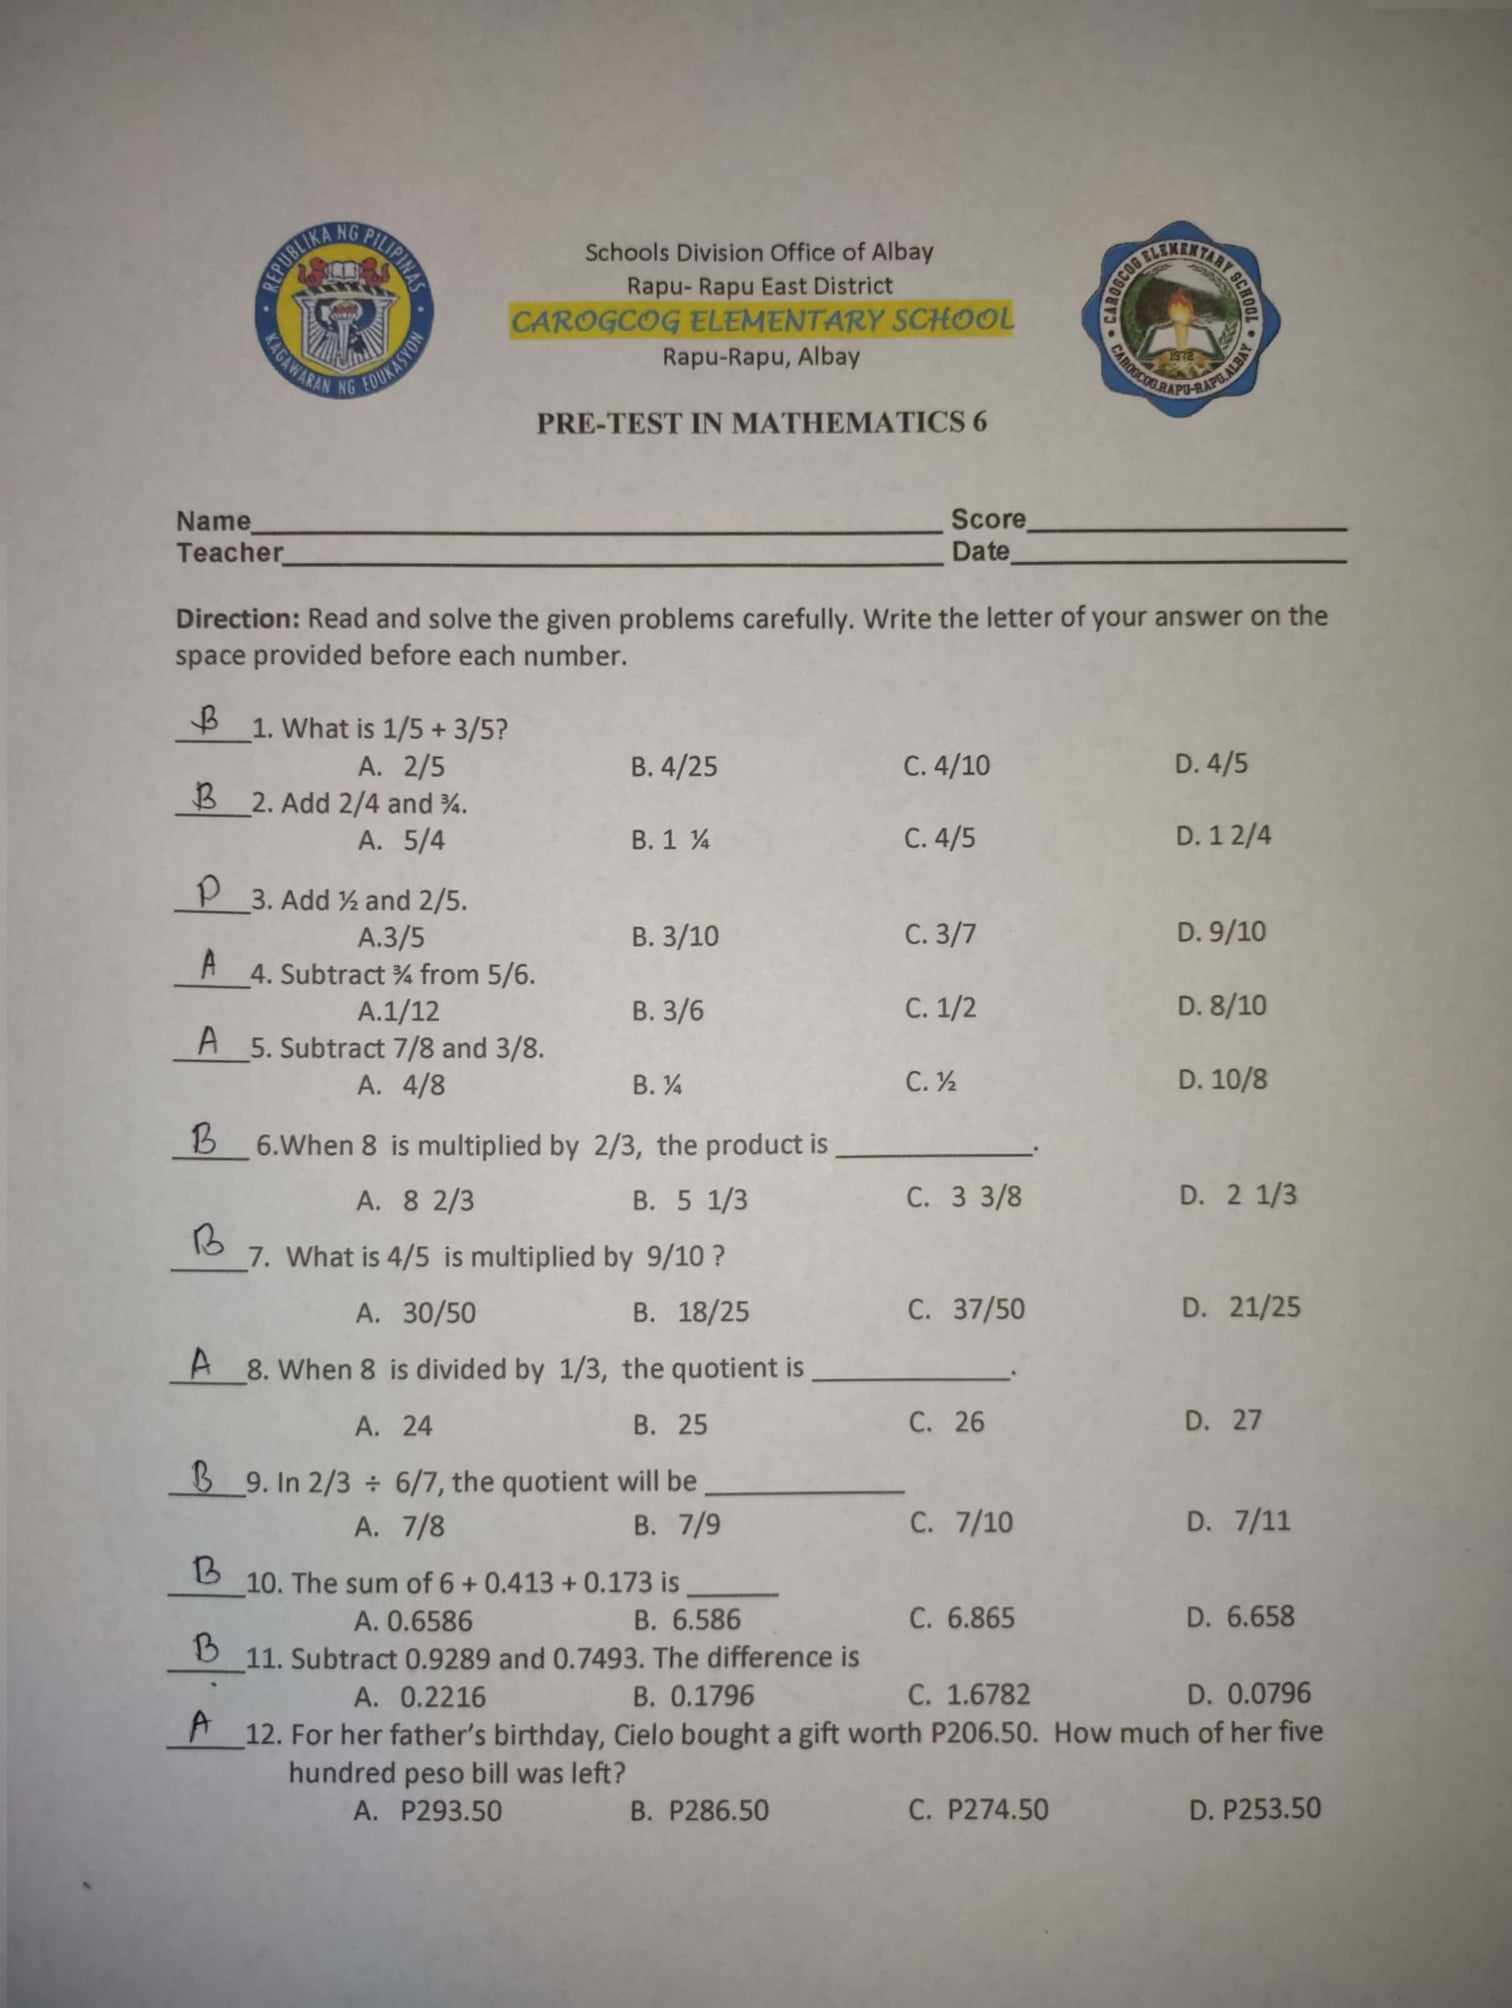 REPUBLIKA NG PILIPINAS
KAGAWARAN NG EDUKASYON
Schools Division Office of Albay
Rapu- Rapu East District
CAROGCOG ELEMENTARY SCHOOL
Rapu-Rapu, Albay
CAROGCOG ELEMENTARY SCHOOL
1972
CAROGCOG, RAPU-RAPU, ALBAY
PRE-TEST IN MATHEMATICS 6
Name Score
Teacher Date
Direction: Read and solve the given problems carefully. Write the letter of your answer on the
space provided before each number.
B 1. What is 1/5 + 3/5?
A. 2/5 B. 4/25 C. 4/10 D. 4/5
B 2. Add 2/4 and ¾.
A. 5/4 B. 1 ¼ C. 4/5 D. 1 2/4
D 3. Add ½ and 2/5.
A.3/5 B. 3/10 C. 3/7 D. 9/10
A 4. Subtract ¾ from 5/6.
A.1/12 B. 3/6 C. 1/2 D. 8/10
A 5. Subtract 7/8 and 3/8.
A. 4/8 B. ¼ C. ½ D. 10/8
B 6.When 8 is multiplied by 2/3, the product is ____________.
A. 8 2/3 B. 5 1/3 C. 3 3/8 D. 2 1/3
B 7. What is 4/5 is multiplied by 9/10 ?
A. 30/50 B. 18/25 C. 37/50 D. 21/25
A 8. When 8 is divided by 1/3, the quotient is ____________.
A. 24 B. 25 C. 26 D. 27
B 9. In 2/3 ÷ 6/7, the quotient will be ____________
A. 7/8 B. 7/9 C. 7/10 D. 7/11
B 10. The sum of 6 + 0.413 + 0.173 is ______
A. 0.6586 B. 6.586 C. 6.865 D. 6.658
B 11. Subtract 0.9289 and 0.7493. The difference is
A. 0.2216 B. 0.1796 C. 1.6782 D. 0.0796
A 12. For her father's birthday, Cielo bought a gift worth P206.50. How much of her five
hundred peso bill was left?
A. P293.50 B. P286.50 C. P274.50 D. P253.50